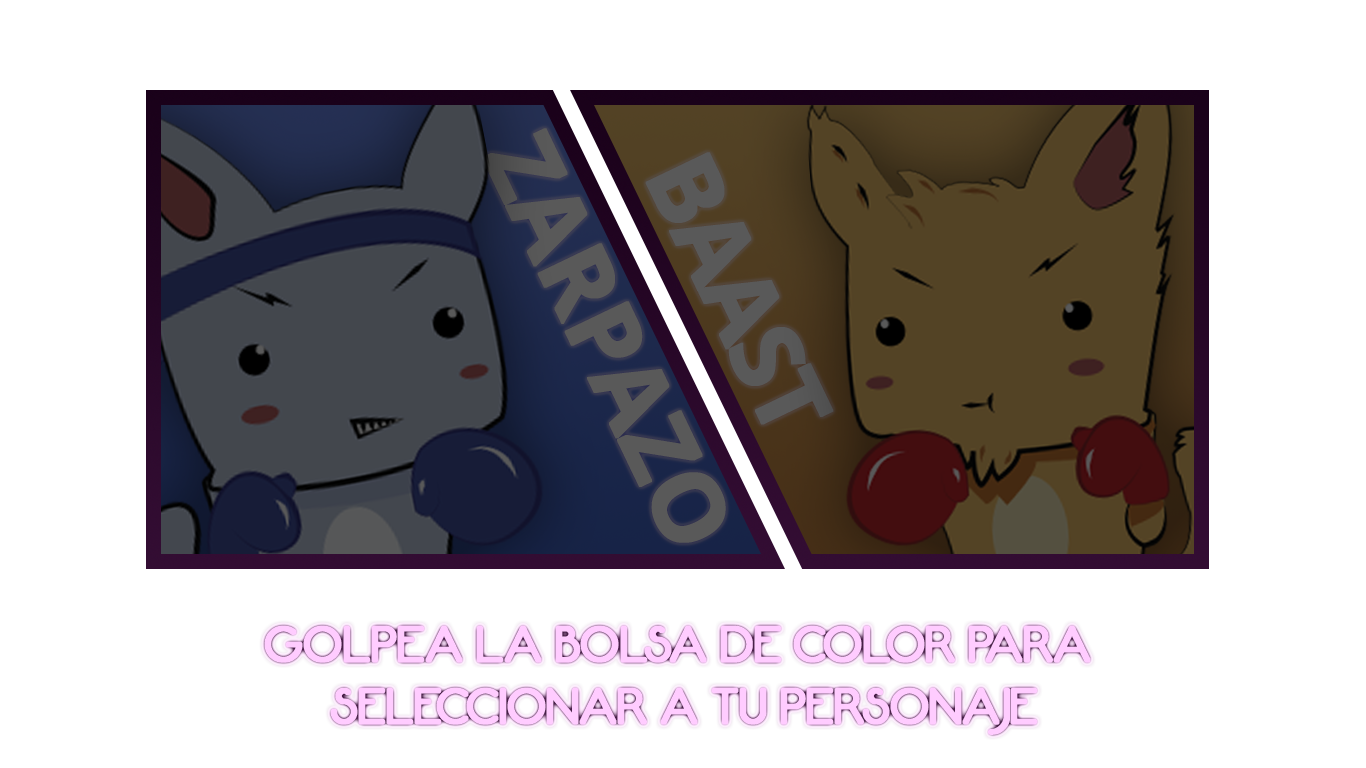 ZARPAZO
BAAST
GOLPEA LA BOLSA DE COLOR PARA
SELECCIONAR A TU PERSONAJE